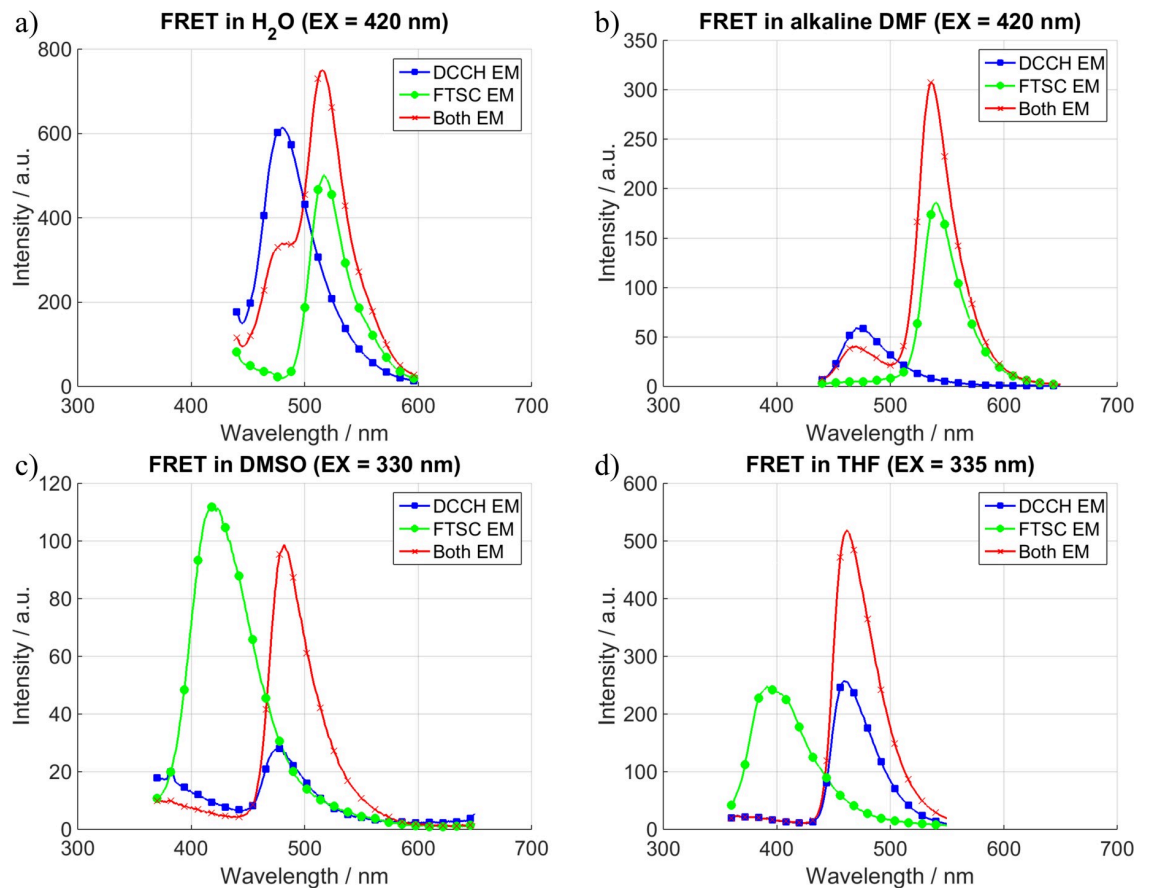 a)
FRET in H2O (EX = 420 nm)
800
600
400
200
0
300
400
500
600
700
Intensity / a.u.
Wavelength / nm
DCCH EM
FTSC EM
Both EM
b)
FRET in alkaline DMF (EX = 420 nm)
350
300
250
200
150
100
50
0
300
400
500
600
700
Intensity / a.u.
Wavelength / nm
DCCH EM
FTSC EM
Both EM
c)
FRET in DMSO (EX = 330 nm)
120
100
80
60
40
20
0
300
400
500
600
700
Intensity / a.u.
Wavelength / nm
DCCH EM
FTSC EM
Both EM
d)
FRET in THF (EX = 335 nm)
600
500
400
300
200
100
0
300
400
500
600
700
Intensity / a.u.
Wavelength / nm
DCCH EM
FTSC EM
Both EM